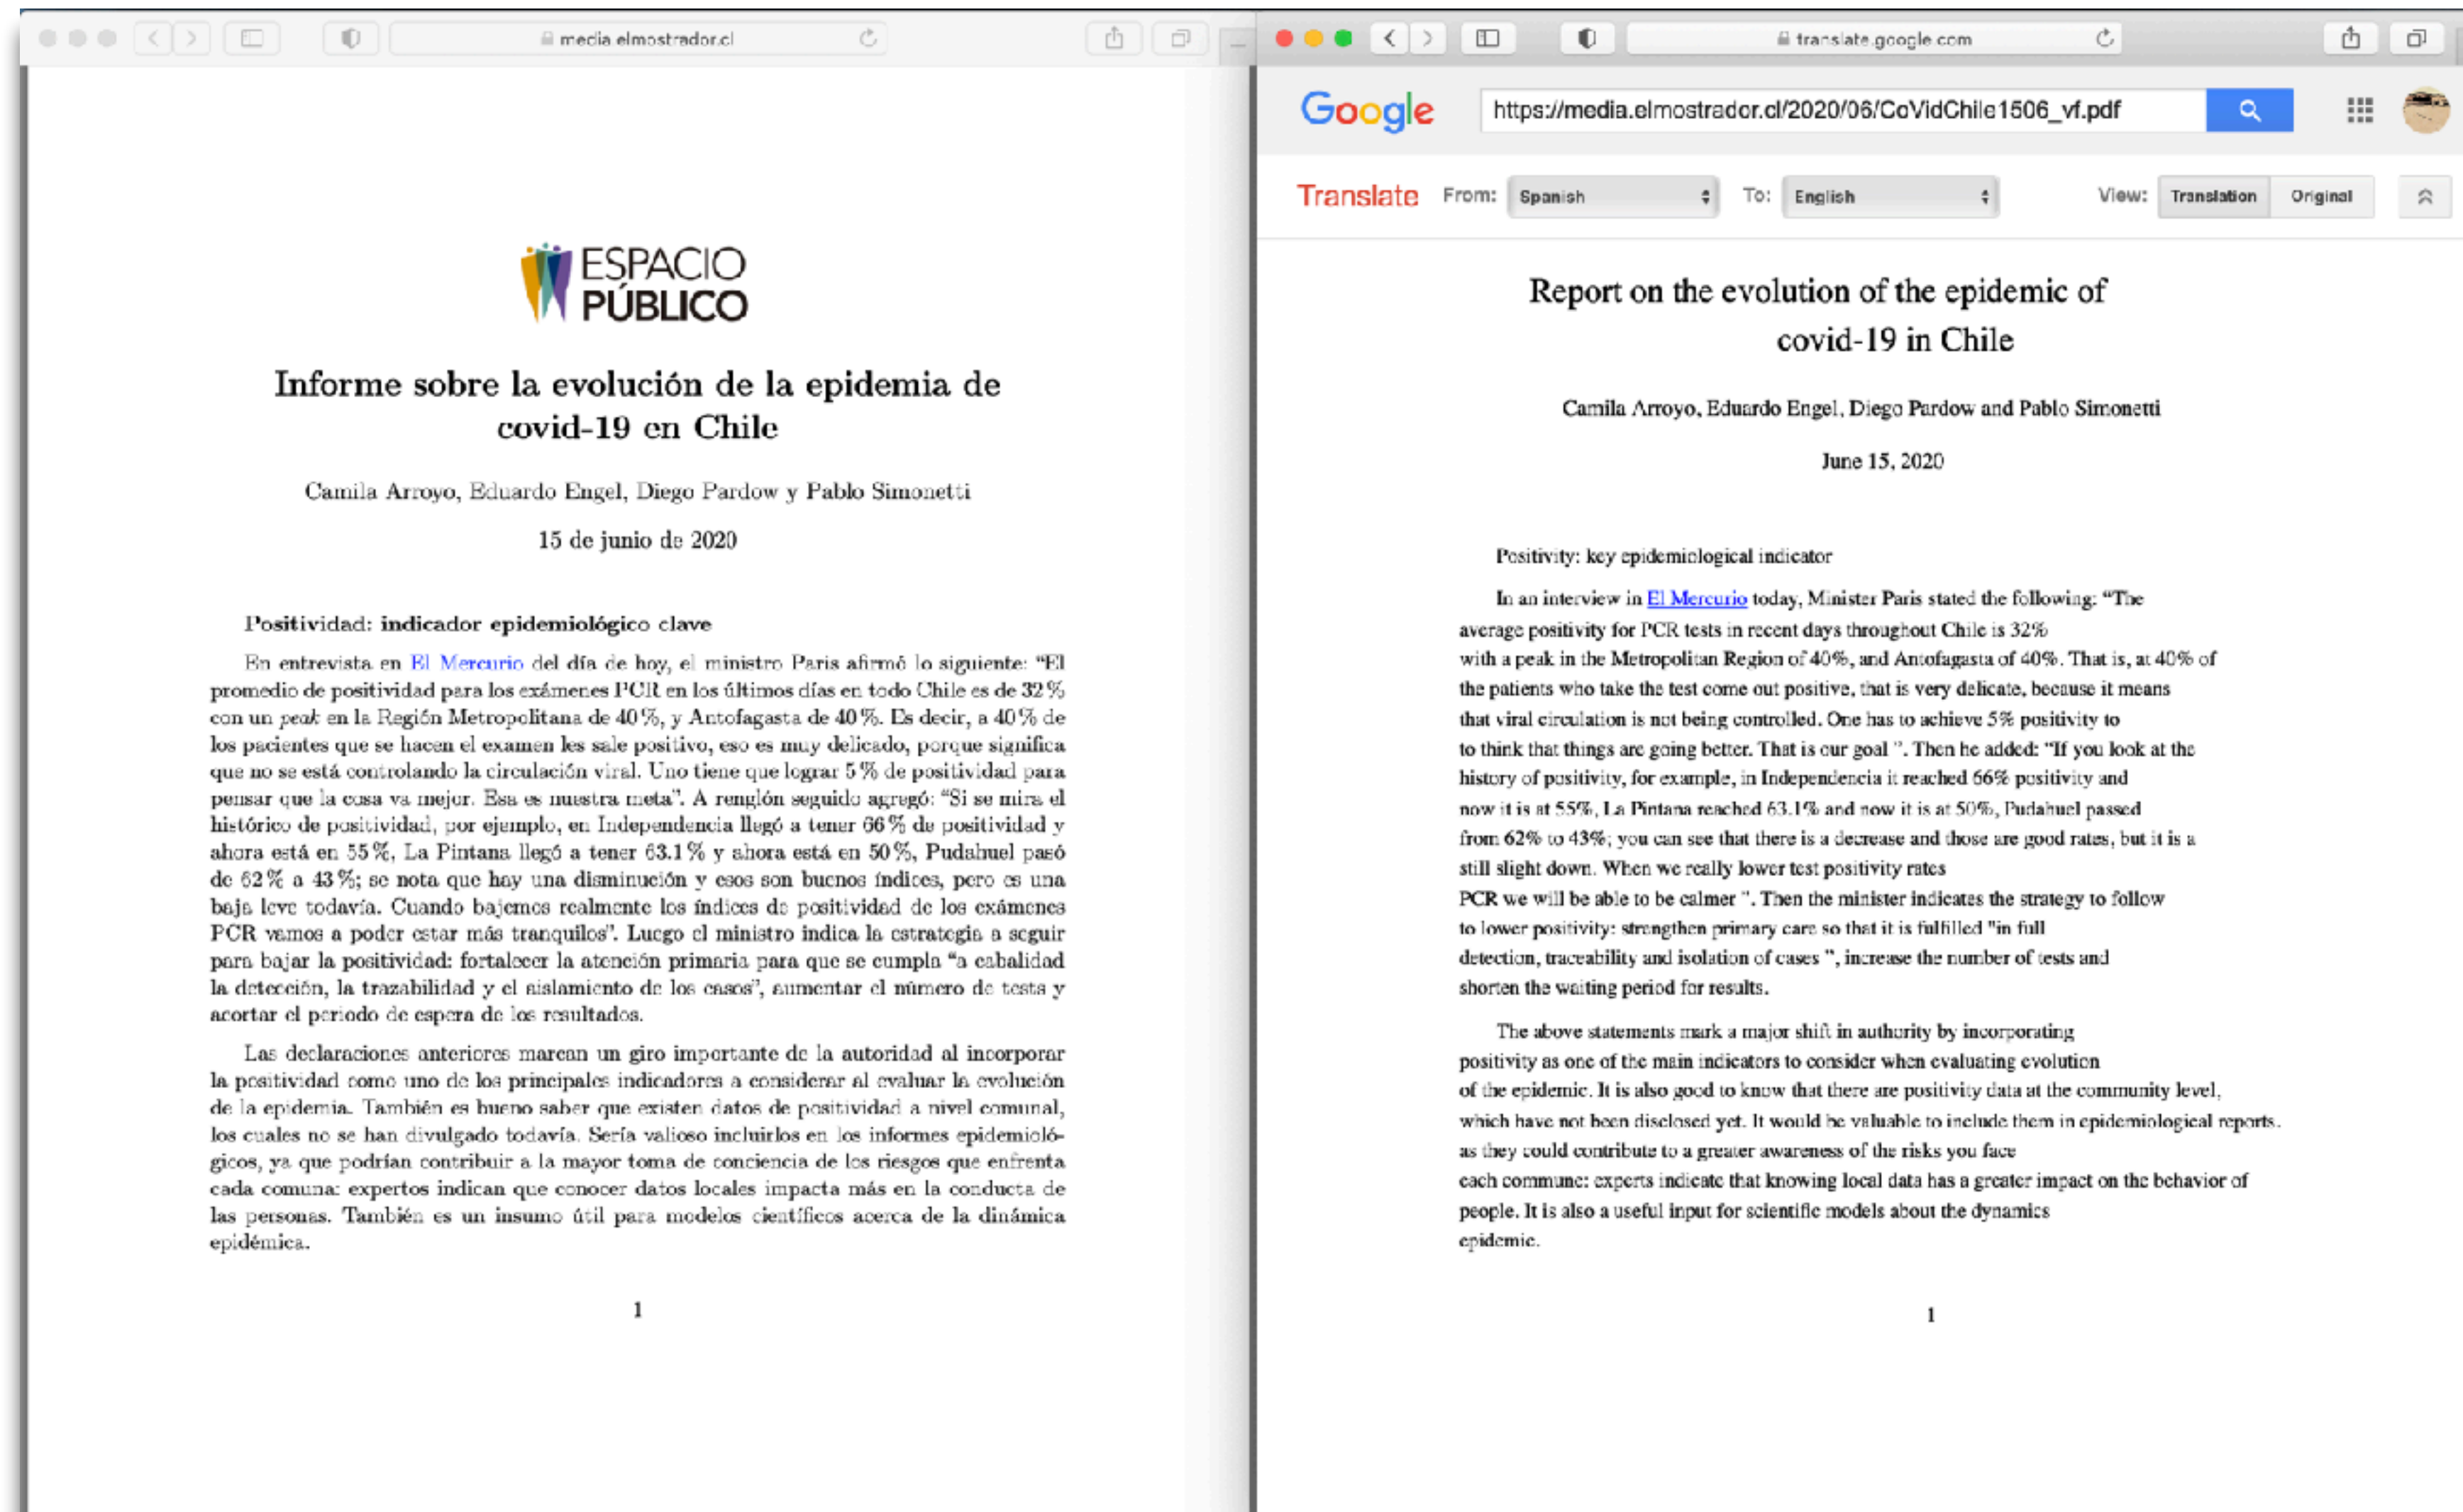 media.elmostrador.cl
ESPACIO
PÚBLICO
Informe sobre la evolución de la epidemia de
covid-19 en Chile
Camila Arroyo, Eduardo Engel, Diego Pardow y Pablo Simonetti
15 de junio de 2020
Positividad: indicador epidemiológico clave
En entrevista en El Mercurio del día de hoy, el ministro Paris afirmó lo siguiente: “El
promedio de positividad para los exámenes PCR en los últimos días en todo Chile es de 32 %
con un peak en la Región Metropolitana de 40 %, y Antofagasta de 40 %. Es decir, a 40 % de
los pacientes que se hacen el examen les sale positivo, eso es muy delicado, porque significa
que no se está controlando la circulación viral. Uno tiene que lograr 5 % de positividad para
pensar que la cosa va mejor. Esa es nuestra meta”. A renglón seguido agregó: “Si se mira el
histórico de positividad, por ejemplo, en Independencia llegó a tener 66 % de positividad y
ahora está en 55 %, La Pintana llegó a tener 63.1 % y ahora está en 50 %, Pudahuel pasó
de 62 % a 43 %; se nota que hay una disminución y esos son buenos índices, pero es una
baja leve todavía. Cuando bajemos realmente los índices de positividad de los exámenes
PCR vamos a poder estar más tranquilos”. Luego el ministro indica la estrategia a seguir
para bajar la positividad: fortalecer la atención primaria para que se cumpla “a cabalidad
la detección, la trazabilidad y el aislamiento de los casos”, aumentar el número de tests y
acortar el periodo de espera de los resultados.
Las declaraciones anteriores marcan un giro importante de la autoridad al incorporar
la positividad como uno de los principales indicadores a considerar al evaluar la evolución
de la epidemia. También es bueno saber que existen datos de positividad a nivel comunal,
los cuales no se han divulgado todavía. Sería valioso incluirlos en los informes epidemioló-
gicos, ya que podrían contribuir a la mayor toma de conciencia de los riesgos que enfrenta
cada comuna: expertos indican que conocer datos locales impacta más en la conducta de
las personas. También es un insumo útil para modelos científicos acerca de la dinámica
epidémica.
1
translate.google.com
Google
https://media.elmostrador.cl/2020/06/CoVidChile1506_vf.pdf
Translate From: Spanish To: English View: Translation Original
Report on the evolution of the epidemic of
covid-19 in Chile
Camila Arroyo, Eduardo Engel, Diego Pardow and Pablo Simonetti
June 15, 2020
Positivity: key epidemiological indicator
In an interview in El Mercurio today, Minister Paris stated the following: “The
average positivity for PCR tests in recent days throughout Chile is 32%
with a peak in the Metropolitan Region of 40%, and Antofagasta of 40%. That is, at 40% of
the patients who take the test come out positive, that is very delicate, because it means
that viral circulation is not being controlled. One has to achieve 5% positivity to
to think that things are going better. That is our goal ”. Then he added: “If you look at the
history of positivity, for example, in Independencia it reached 66% positivity and
now it is at 55%, La Pintana reached 63.1% and now it is at 50%, Pudahuel passed
from 62% to 43%; you can see that there is a decrease and those are good rates, but it is a
still slight down. When we really lower test positivity rates
PCR we will be able to be calmer ”. Then the minister indicates the strategy to follow
to lower positivity: strengthen primary care so that it is fulfilled "in full
detection, traceability and isolation of cases ”, increase the number of tests and
shorten the waiting period for results.
The above statements mark a major shift in authority by incorporating
positivity as one of the main indicators to consider when evaluating evolution
of the epidemic. It is also good to know that there are positivity data at the community level,
which have not been disclosed yet. It would be valuable to include them in epidemiological reports.
as they could contribute to a greater awareness of the risks you face
each commune: experts indicate that knowing local data has a greater impact on the behavior of
people. It is also a useful input for scientific models about the dynamics
epidemic.
1